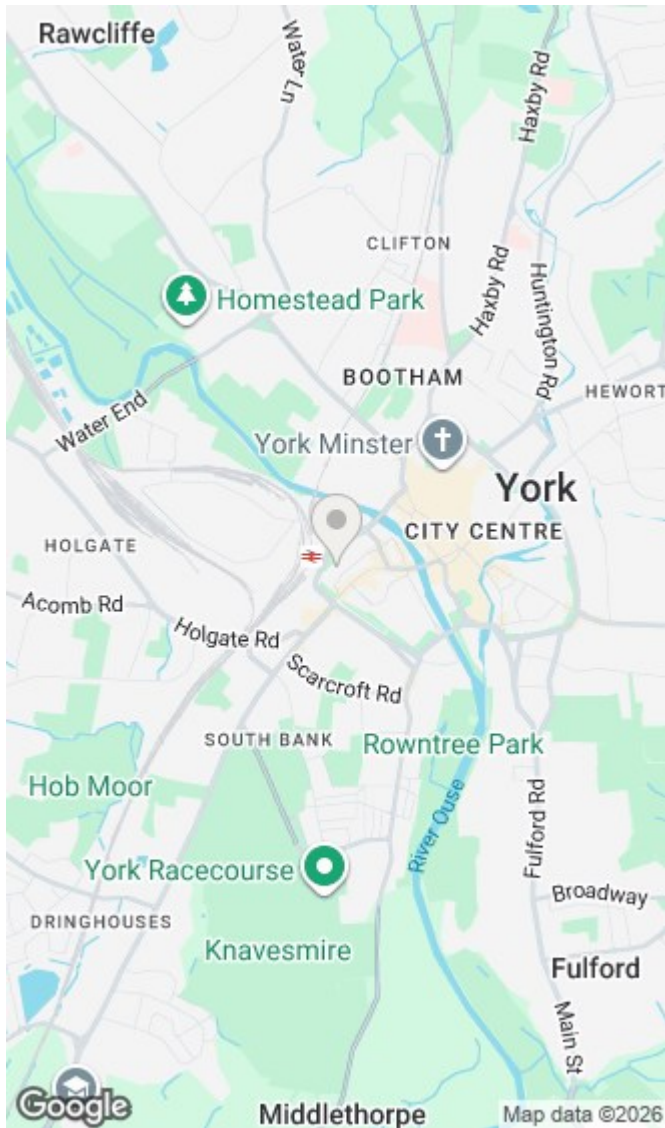 Rawcliffe
Water Ln
Haxby Rd
CLIFTON
Homestead Park
Haxby Rd
Huntington Rd
BOOTHAM
HEWORT
Water End
York Minster
York
CITY CENTRE
HOLGATE
Acomb Rd
Holgate Rd
Scarcroft Rd
SOUTH BANK
Rowntree Park
Hob Moor
River Ouse
Fulford Rd
York Racecourse
Broadway
DRINGHOUSES
Knavesmire
Fulford
Main St
Google
Middlethorpe
Map data ©2026